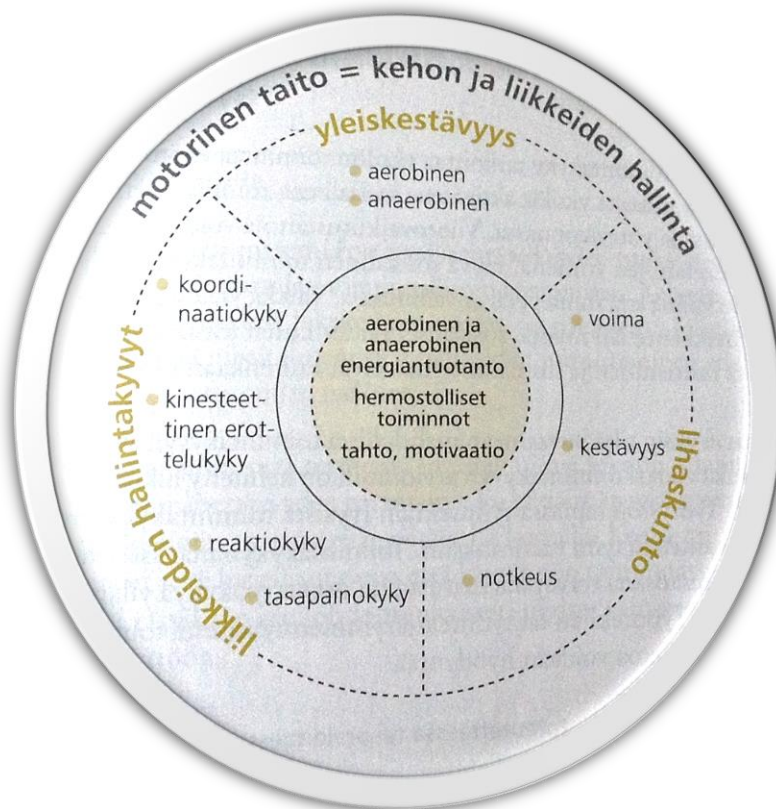 motorinen taito = kehon ja liikkeiden hallinta
yleiskestävyys
aerobinen
anaerobinen
koordi-
naatiokyky
kinesteet-
tinen erot-
telukyky
reaktiokyky
tasapainokyky
liikkeiden hallintakyvyt
aerobinen ja
anaerobinen
energiantuotanto
hermostolliset
toiminnot
tahto, motivaatio
voima
kestävyys
notkeus
lihaskunto